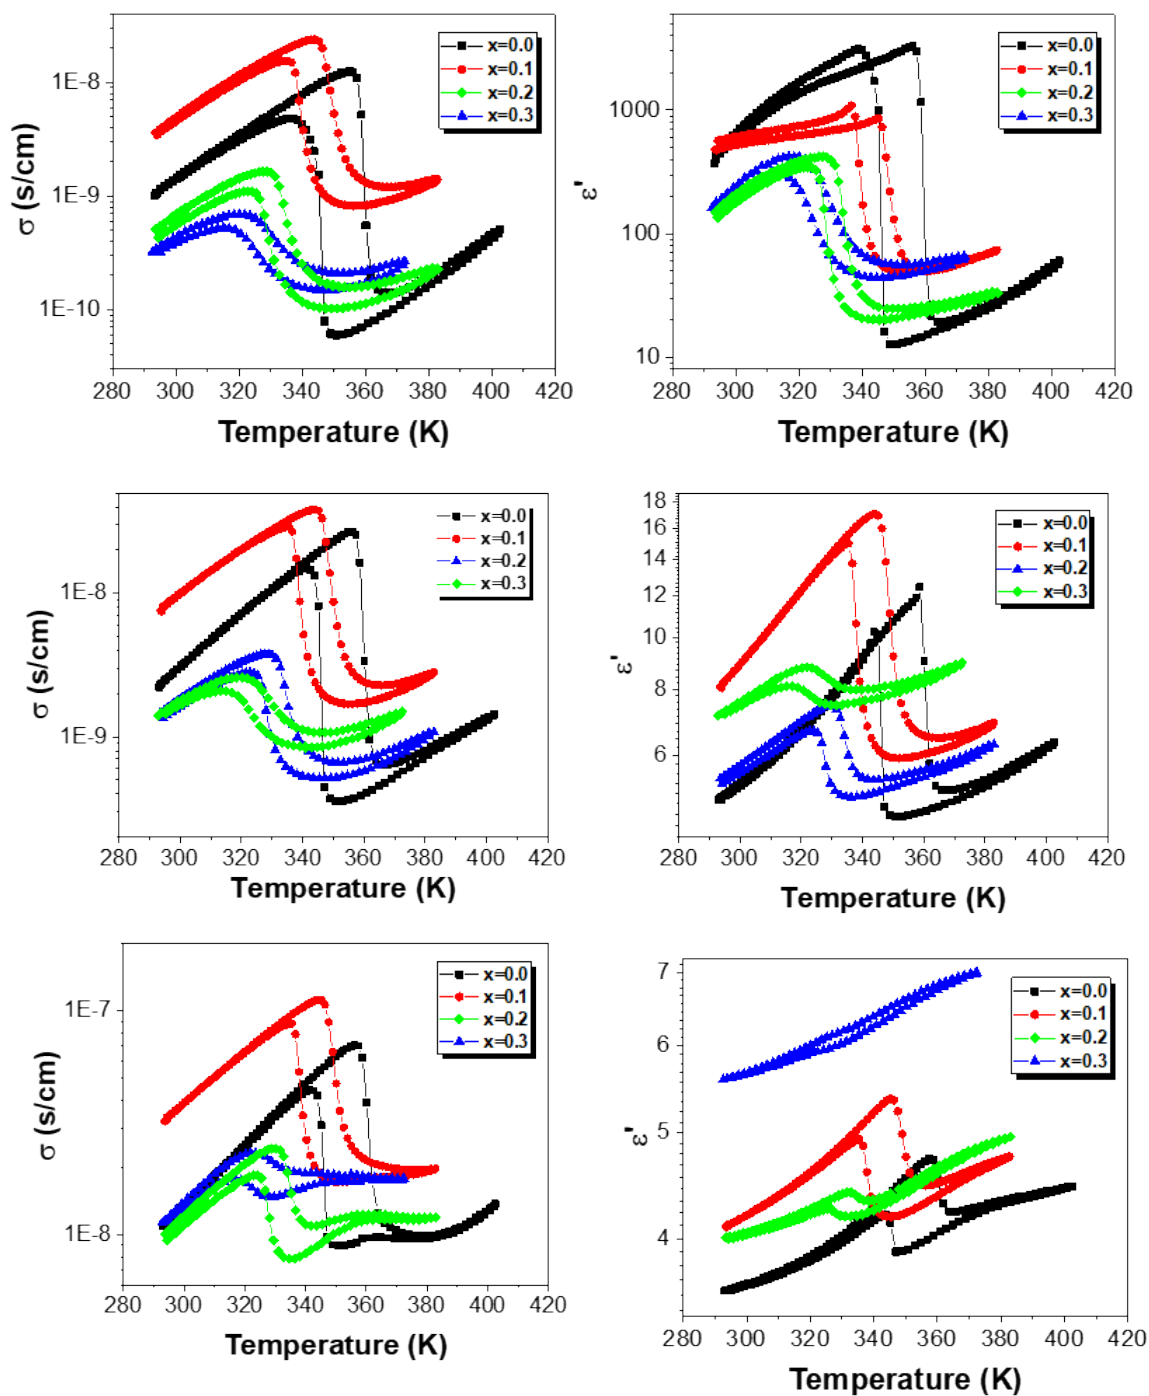 σ (s/cm)
1E-8
1E-9
1E-10
x=0.0
x=0.1
x=0.2
x=0.3
280 300 320 340 360 380 400 420
Temperature (K)
ε'
1000
100
10
x=0.0
x=0.1
x=0.2
x=0.3
280 300 320 340 360 380 400 420
Temperature (K)
σ (s/cm)
1E-8
1E-9
x=0.0
x=0.1
x=0.2
x=0.3
280 300 320 340 360 380 400 420
Temperature (K)
ε'
18
16
14
12
10
8
6
x=0.0
x=0.1
x=0.2
x=0.3
280 300 320 340 360 380 400 420
Temperature (K)
σ (s/cm)
1E-7
1E-8
x=0.0
x=0.1
x=0.2
x=0.3
280 300 320 340 360 380 400 420
Temperature (K)
ε'
7
6
5
4
x=0.0
x=0.1
x=0.2
x=0.3
280 300 320 340 360 380 400 420
Temperature (K)